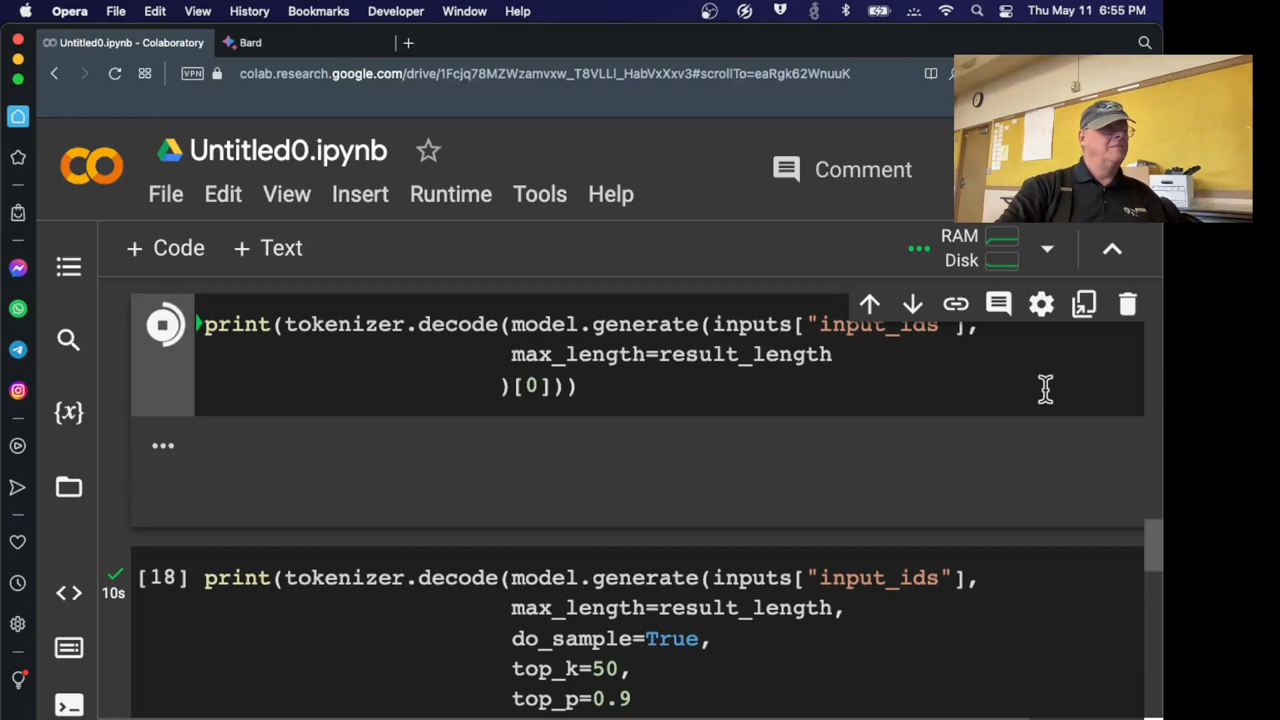 Opera File Edit View History Bookmarks Developer Window Help Thu May 11 6:55 PM
Untitled0.ipynb - Colaboratory Bard
VPN colab.research.google.com/drive/1Fcjq78MZWzamvxw_T8VLLl_HabVxXxv3#scrollTo=eaRgk62WnuuK
Untitled0.ipynb
Comment
File Edit View Insert Runtime Tools Help
+ Code + Text
RAM
Disk
print(tokenizer.decode(model.generate(inputs["input_ids"],
max_length=result_length
)[0]))
...
[18] print(tokenizer.decode(model.generate(inputs["input_ids"],
10s
max_length=result_length,
do_sample=True,
top_k=50,
top_p=0.9